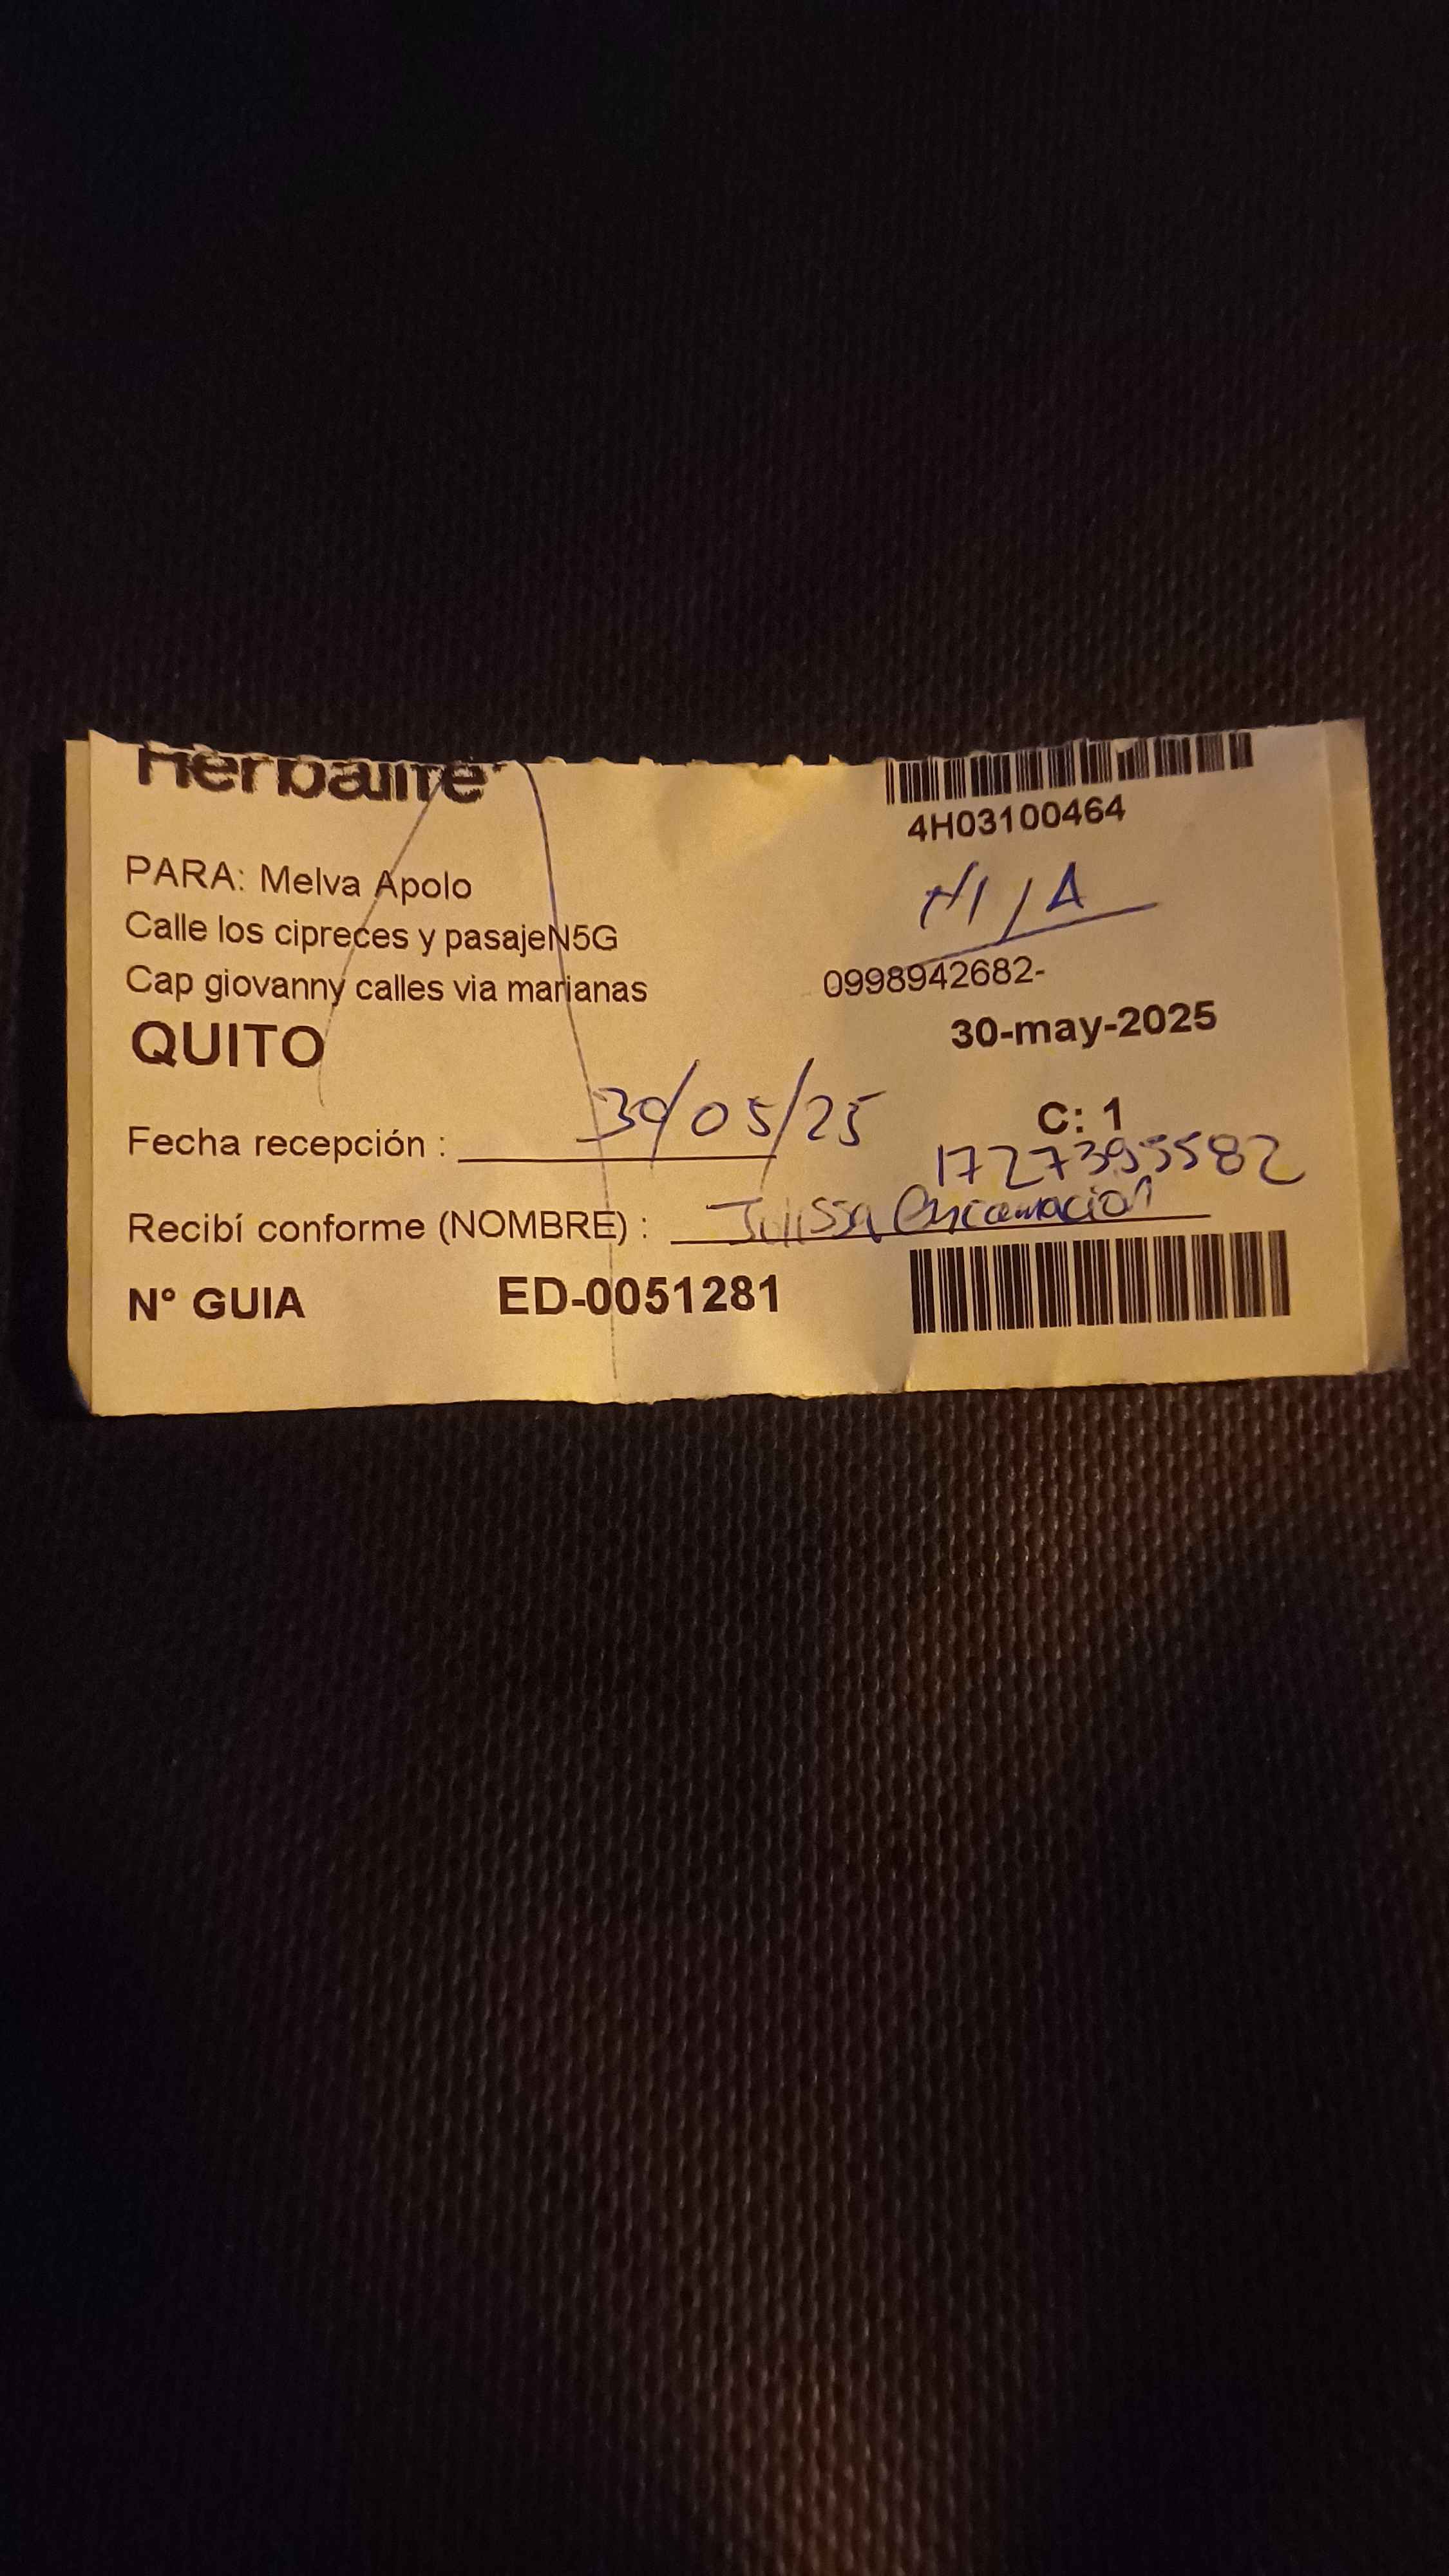 Herbalife
4H03100464
PARA: Melva Apolo
N/A
Calle los cipreces y pasajeN5G
Cap giovanny calles via marianas
0998942682-
QUITO
30-may-2025
C: 1
Fecha recepción : 30/05/25
1727395582
Recibí conforme (NOMBRE) : Julissa Encarnacion
N° GUIA ED-0051281